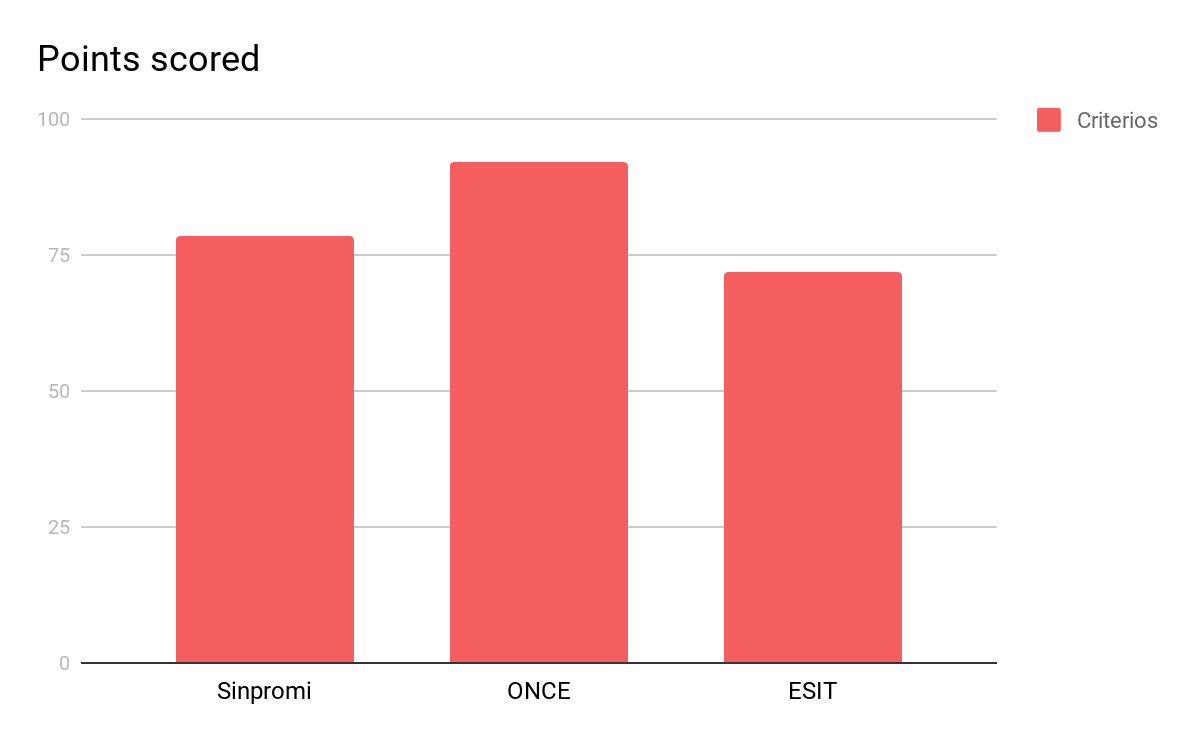 Points scored
100
Criterios
75
50
25
0
Sinpromi
ONCE
ESIT